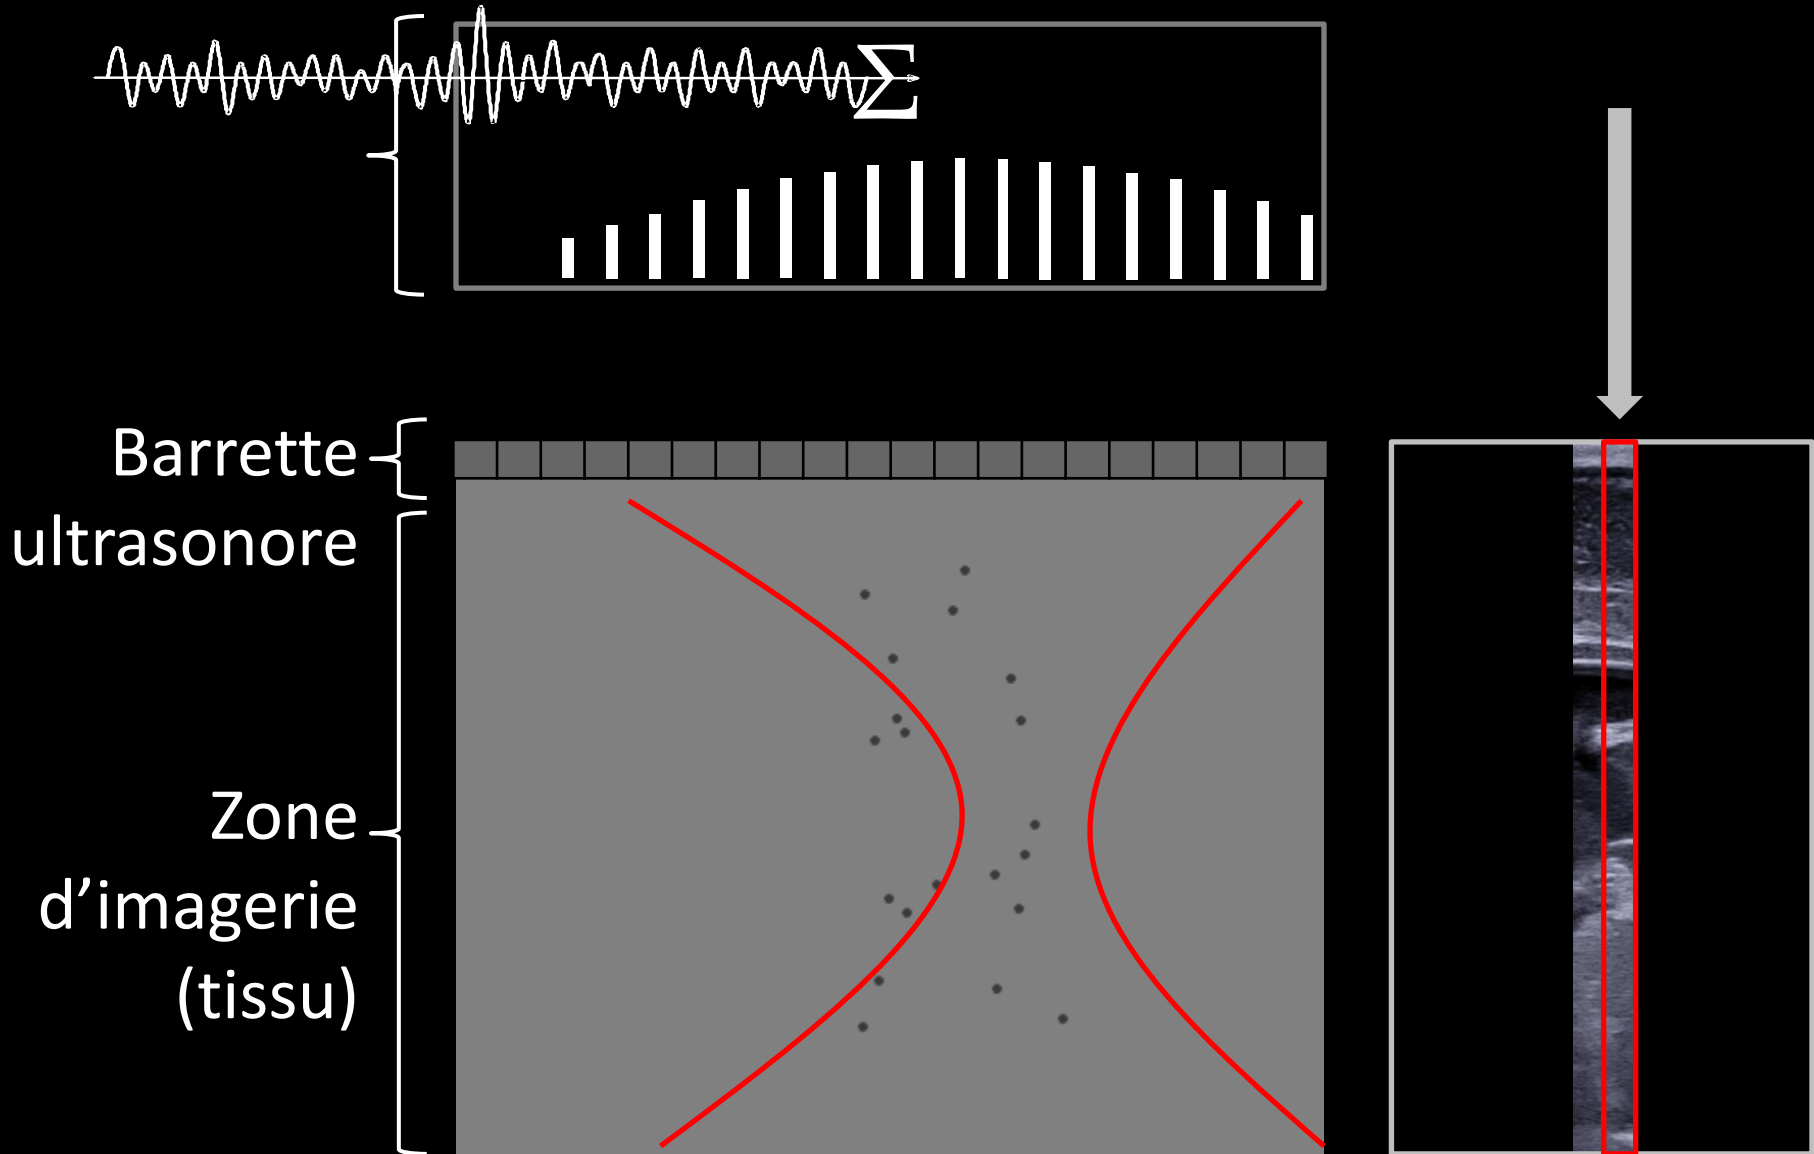 ∑
Barrette
ultrasonore
Zone
d’imagerie
(tissu)